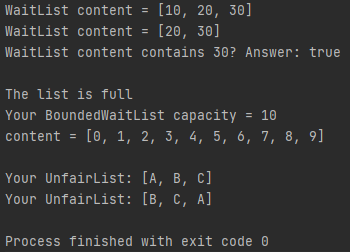 WaitList content = [10, 20, 30]
WaitList content = [20, 30]
WaitList content contains 30? Answer: true
The list is full
Your BoundedWaitList capacity = 10
content = [0, 1, 2, 3, 4, 5, 6, 7, 8, 9]
Your UnfairList: [A, B, C]
Your UnfairList: [B, C, A]
Process finished with exit code 0